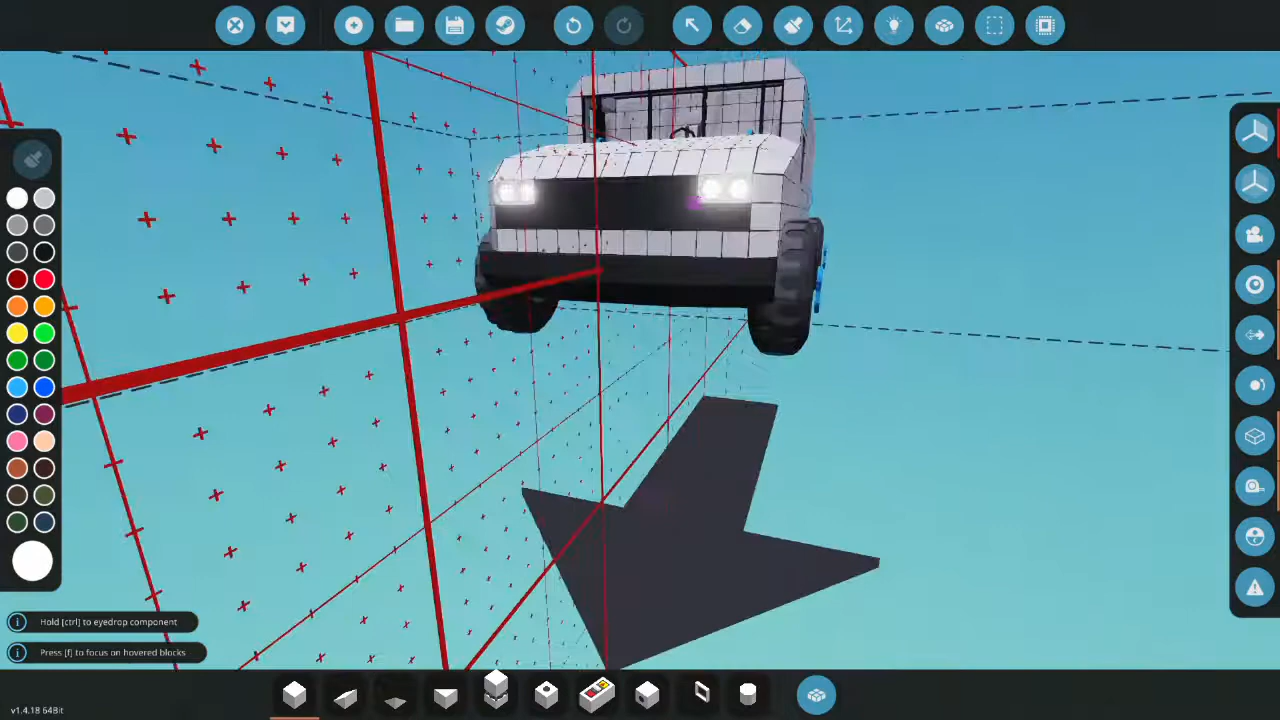 Hold [ctrl] to eyedrop component
Press [f] to focus on hovered blocks
v1.4.18 64Bit